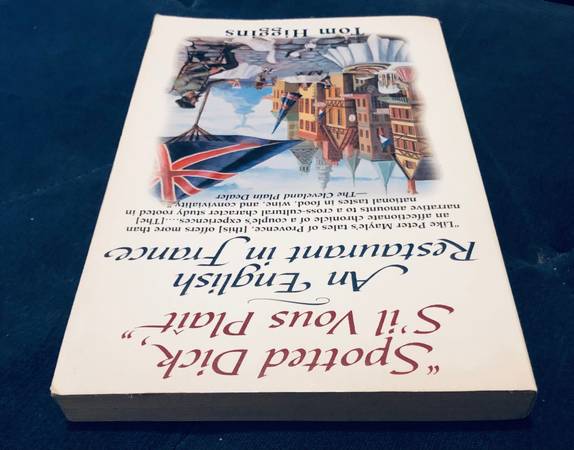 "Spotted Dick,
S'il Vous Plaît"
An English
Restaurant in France
"Like Peter Mayle's tales of Provence, [this] offers more than
an affectionate chronicle of a couple's experiences....[The]
narrative amounts to a cross-cultural character study rooted in
national tastes in food, wine, and conviviality."
—The Cleveland Plain Dealer
Tom Higgins